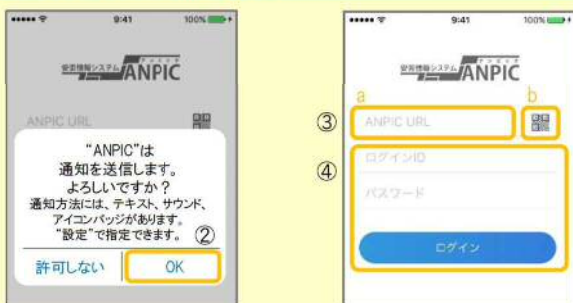 9:41
100%
安否情報システム
ANPIC
ANPIC URL
"ANPIC"は
通知を送信します。
よろしいですか？
通知方法には、テキスト、サウンド、
アイコンバッジがあります。
"設定"で指定できます。
②
許可しない
OK
9:41
100%
安否情報システム
ANPIC
a
b
③
ANPIC URL
④
ログインID
パスワード
ログイン